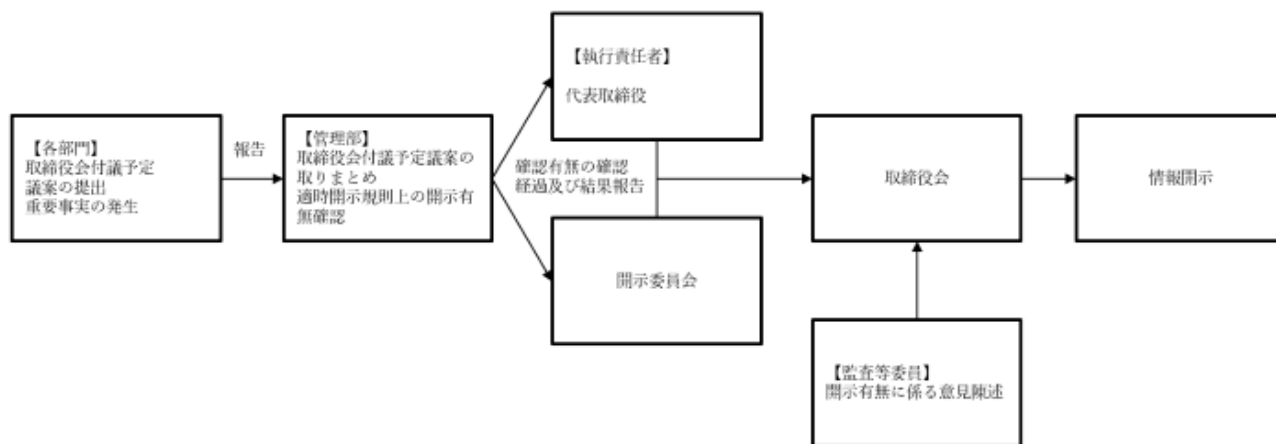 【各部門】
取締役会付議予定
議案の提出
重要事実の発生
報告
【管理部】
取締役会付議予定議案の
取りまとめ
適時開示規則上の開示有
無確認
【執行責任者】
代表取締役
確認有無の確認
経過及び結果報告
開示委員会
取締役会
情報開示
【監査等委員】
開示有無に係る意見陳述